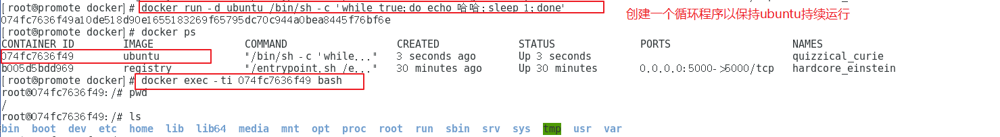 [root@promote docker]# docker run -d ubuntu /bin/sh -c 'while true;do echo 哈哈;sleep 1;done'
创建一个循环程序以保持ubuntu持续运行
074fc7636f49a10de518d90e1655183269f65795dc70c944a0bea8445f76bf6e
[root@promote docker]# docker ps
CONTAINER ID IMAGE COMMAND CREATED STATUS PORTS NAMES
074fc7636f49 ubuntu "/bin/sh -c 'while..." 3 seconds ago Up 3 seconds quizzical_curie
b005d5bdd969 registry "/entrypoint.sh /e..." 30 minutes ago Up 30 minutes 0.0.0.0:5000->5000/tcp hardcore_einstein
[root@promote docker]# docker exec -ti 074fc7636f49 bash
root@074fc7636f49:/# pwd
/
root@074fc7636f49:/# ls
bin boot dev etc home lib lib64 media mnt opt proc root run sbin srv sys tmp usr var